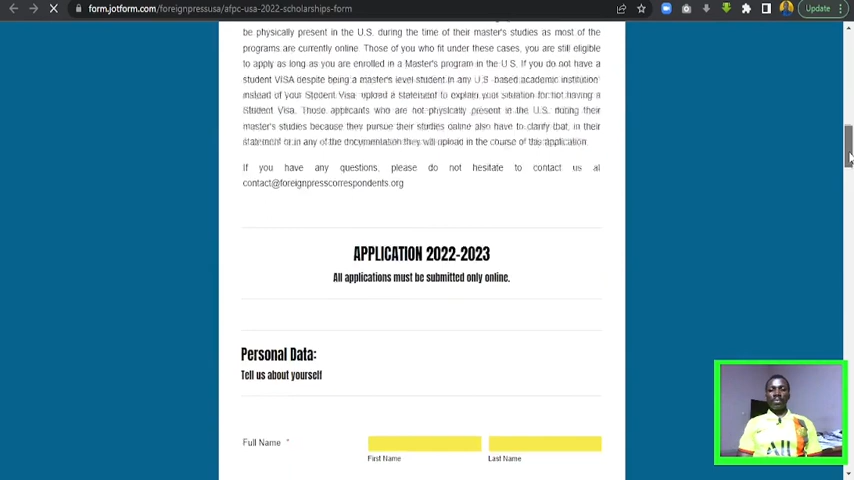 form.jotform.com/foreignpressusa/afpc-usa-2022-scholarships-form
Update
be physically present in the U.S. during the time of their master's studies as most of the
programs are currently online. Those of you who fit under these cases, you are still eligible
to apply as long as you are enrolled in a Master's program in the U.S. If you do not have a
student VISA despite being a master's level student in any U.S.-based academic institution
instead of your Student Visa, upload a statement to explain your situation for not having a
Student Visa. Those applicants who are not physically present in the U.S. during their
master's studies because they pursue their studies online also have to clarify that, in their
statement or in any of the documentation they will upload in the course of this application.
If you have any questions, please do not hesitate to contact us at
contact@foreignpresscorrespondents.org
APPLICATION 2022-2023
All applications must be submitted only online.
Personal Data:
Tell us about yourself
Full Name *
First Name
Last Name